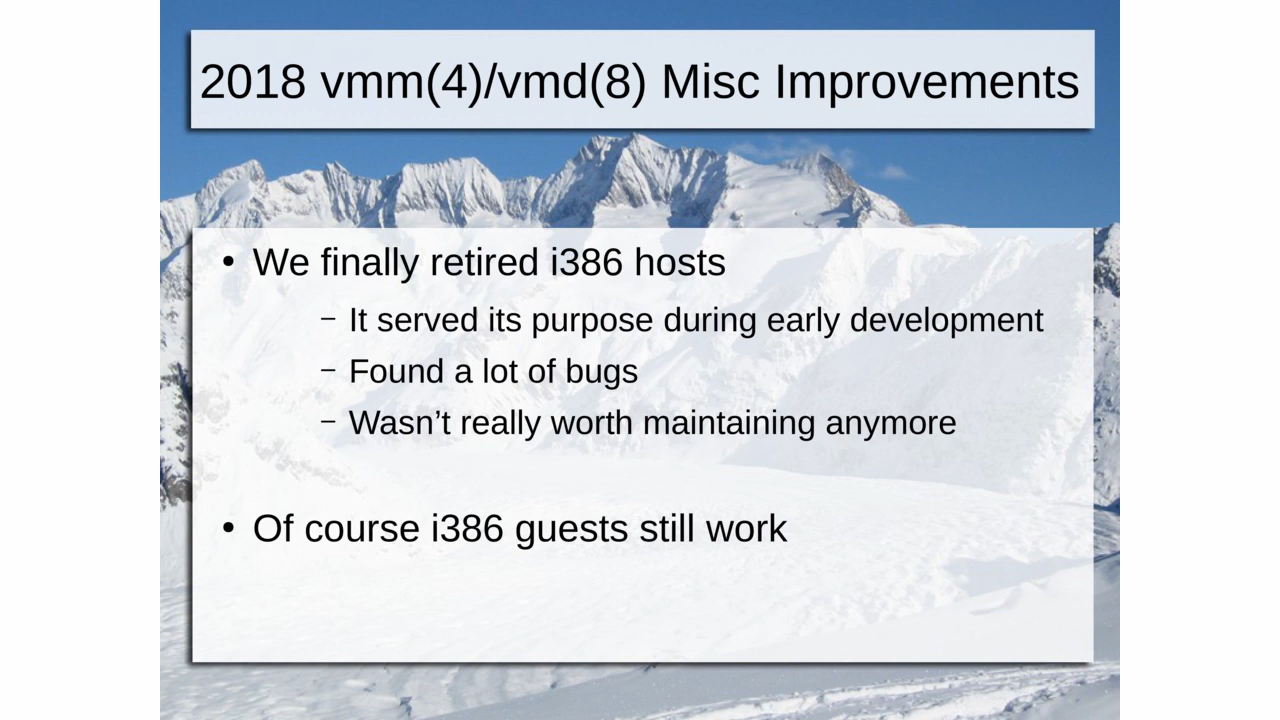 2018 vmm(4)/vmd(8) Misc Improvements
• We finally retired i386 hosts
– It served its purpose during early development
– Found a lot of bugs
– Wasn’t really worth maintaining anymore
• Of course i386 guests still work